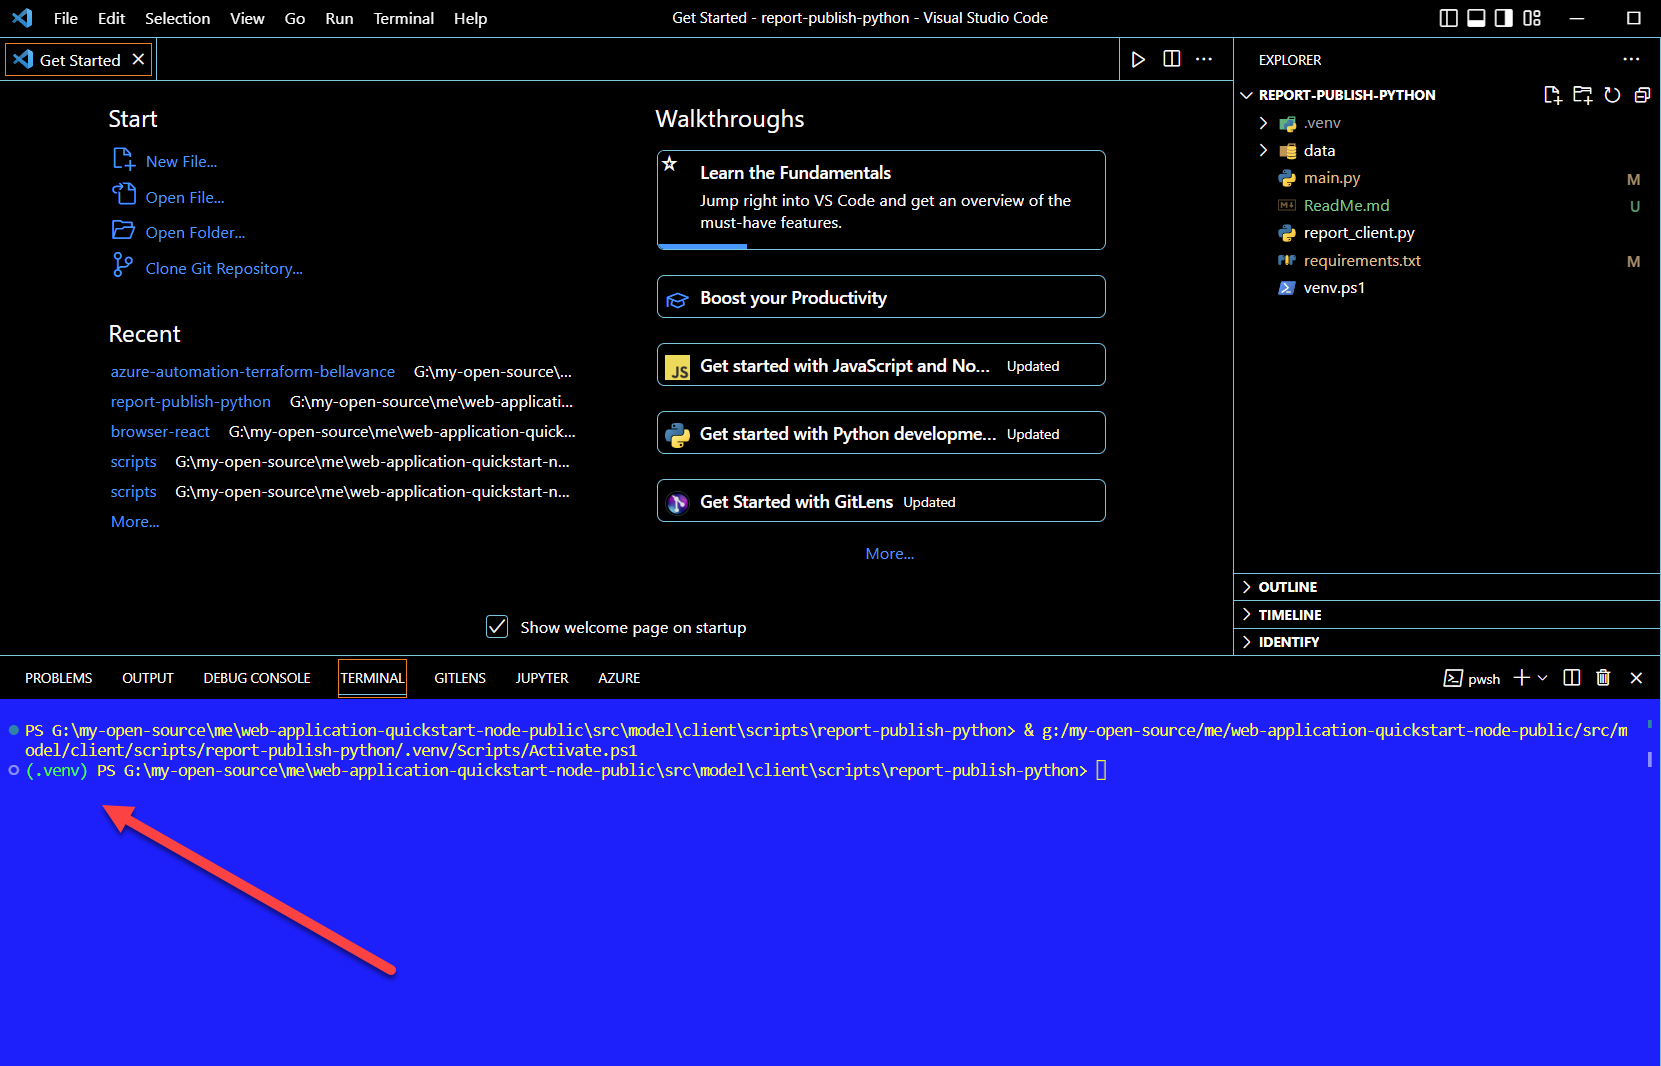 File Edit Selection View Go Run Terminal Help
Get Started - report-publish-python - Visual Studio Code
Get Started
Start
New File...
Open File...
Open Folder...
Clone Git Repository...
Recent
azure-automation-terraform-bellavance G:\my-open-source\...
report-publish-python G:\my-open-source\me\web-applicati...
browser-react G:\my-open-source\me\web-application-quick...
scripts G:\my-open-source\me\web-application-quickstart-n...
scripts G:\my-open-source\me\web-application-quickstart-n...
More...
Walkthroughs
Learn the Fundamentals
Jump right into VS Code and get an overview of the
must-have features.
Boost your Productivity
JS Get started with JavaScript and No... Updated
Get started with Python developme... Updated
Get Started with GitLens Updated
More...
Show welcome page on startup
EXPLORER
REPORT-PUBLISH-PYTHON
.venv
data
main.py M
ReadMe.md U
report_client.py
requirements.txt M
venv.ps1
OUTLINE
TIMELINE
IDENTIFY
PROBLEMS OUTPUT DEBUG CONSOLE TERMINAL GITLENS JUPYTER AZURE
pwsh
PS G:\my-open-source\me\web-application-quickstart-node-public\src\model\client\scripts\report-publish-python> & g:/my-open-source/me/web-application-quickstart-node-public/src/m
odel/client/scripts/report-publish-python/.venv/Scripts/Activate.ps1
(.venv) PS G:\my-open-source\me\web-application-quickstart-node-public\src\model\client\scripts\report-publish-python>